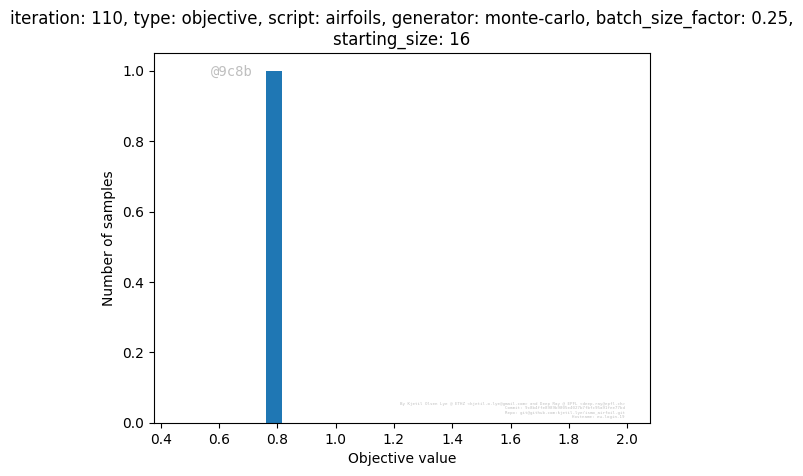 iteration: 110, type: objective, script: airfoils, generator: monte-carlo, batch_size_factor: 0.25,
starting_size: 16
@9c8b
1.0
0.8
0.6
0.4
0.2
0.0
Number of samples
0.4 0.6 0.8 1.0 1.2 1.4 1.6 1.8 2.0
Objective value